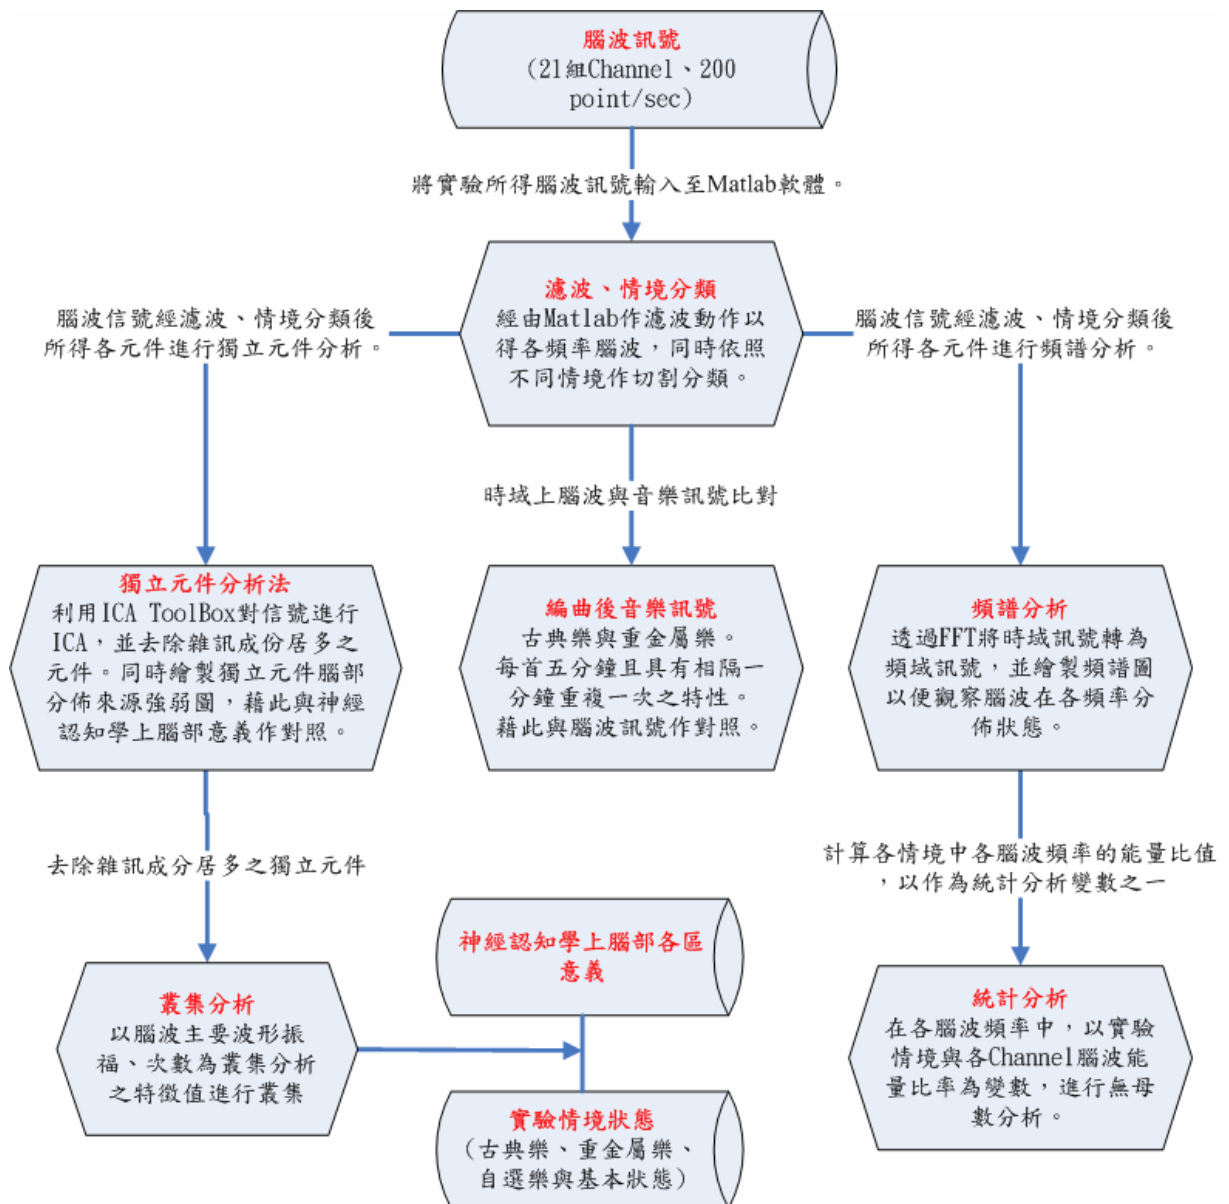 腦波訊號
(21組Channel、200
point/sec)
將實驗所得腦波訊號輸入至Matlab軟體。
濾波、情境分類
經由Matlab作濾波動作以
得各頻率腦波，同時依照
不同情境作切割分類。
腦波信號經濾波、情境分類後
所得各元件進行獨立元件分析。
腦波信號經濾波、情境分類後
所得各元件進行頻譜分析。
時域上腦波與音樂訊號比對
獨立元件分析法
利用ICA ToolBox對信號進行
ICA，並去除雜訊成份居多之
元件。同時繪製獨立元件腦部
分佈來源強弱圖，藉此與神經
認知學上腦部意義作對照。
編曲後音樂訊號
古典樂與重金屬樂。
每首五分鐘且具有相隔一
分鐘重複一次之特性。
藉此與腦波訊號作對照。
頻譜分析
透過FFT將時域訊號轉為
頻域訊號，並繪製頻譜圖
以便觀察腦波在各頻率分
佈狀態。
去除雜訊成分居多之獨立元件
計算各情境中各腦波頻率的能量比值
，以作為統計分析變數之一
叢集分析
以腦波主要波形振
福、次數為叢集分析
之特徵值進行叢集
神經認知學上腦部各區
意義
實驗情境狀態
(古典樂、重金屬樂、
自選樂與基本狀態)
統計分析
在各腦波頻率中，以實驗
情境與各Channel腦波能
量比率為變數，進行無母
數分析。